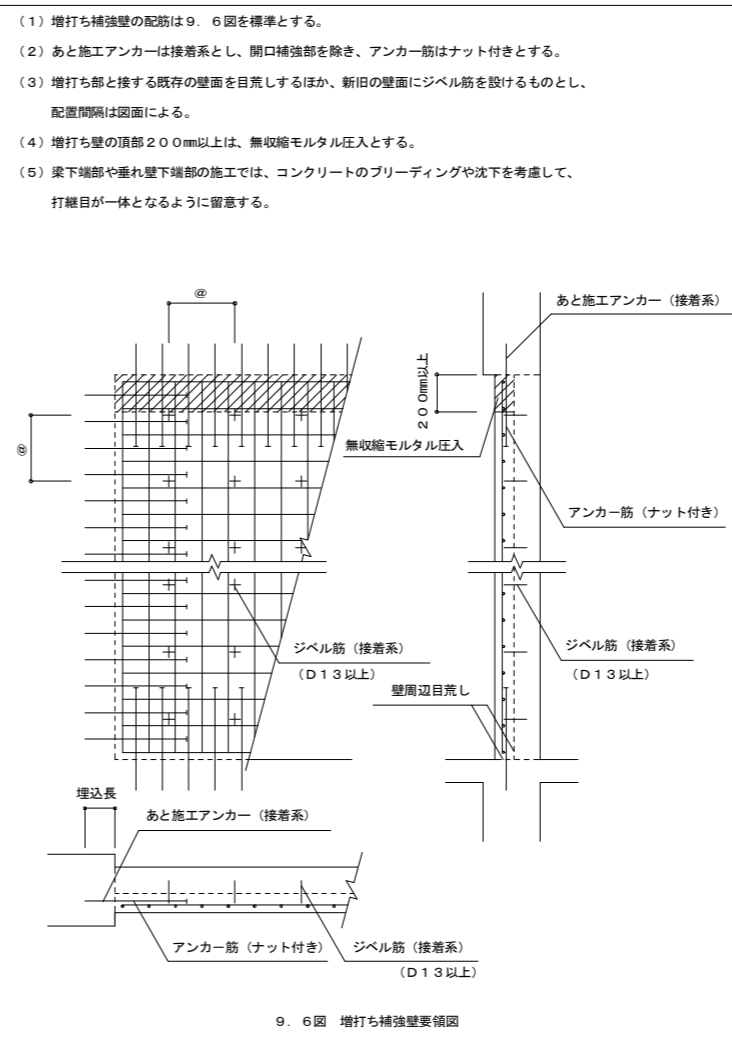 （１）増打ち補強壁の配筋は９．６図を標準とする。
（２）あと施工アンカーは接着系とし、開口補強部を除き、アンカー筋はナット付きとする。
（３）増打ち部と接する既存の壁面を目荒しするほか、新旧の壁面にジベル筋を設けるものとし、
配置間隔は図面による。
（４）増打ち壁の頂部２００㎜以上は、無収縮モルタル圧入とする。
（５）梁下端部や垂れ壁下端部の施工では、コンクリートのブリーディングや沈下を考慮して、
打継目が一体となるように留意する。
＠
あと施工アンカー（接着系）
２００㎜以上
＠
無収縮モルタル圧入
アンカー筋（ナット付き）
ジベル筋（接着系）
（Ｄ１３以上）
ジベル筋（接着系）
（Ｄ１３以上）
壁周辺目荒し
埋込長
あと施工アンカー（接着系）
アンカー筋（ナット付き）
ジベル筋（接着系）
（Ｄ１３以上）
９．６図　増打ち補強壁要領図